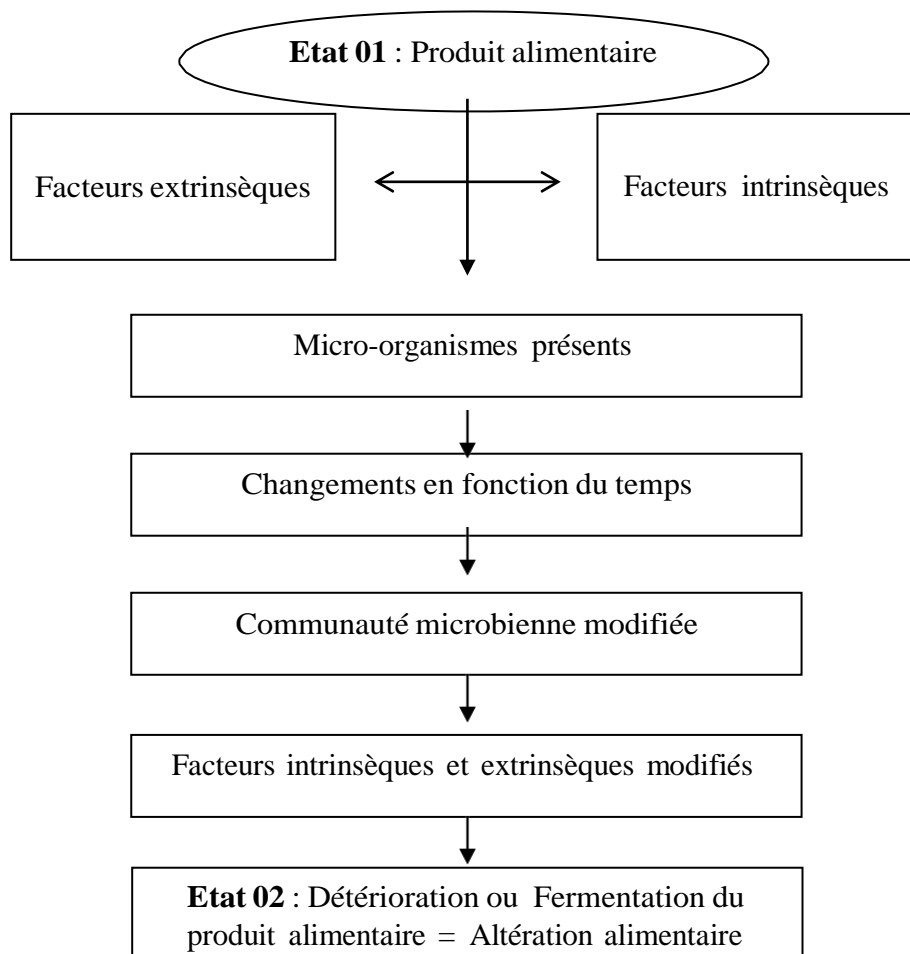 Etat 01 : Produit alimentaire
Facteurs extrinsèques
Facteurs intrinsèques
Micro-organismes présents
Changements en fonction du temps
Communauté microbienne modifiée
Facteurs intrinsèques et extrinsèques modifiés
Etat 02 : Détérioration ou Fermentation du
produit alimentaire = Altération alimentaire